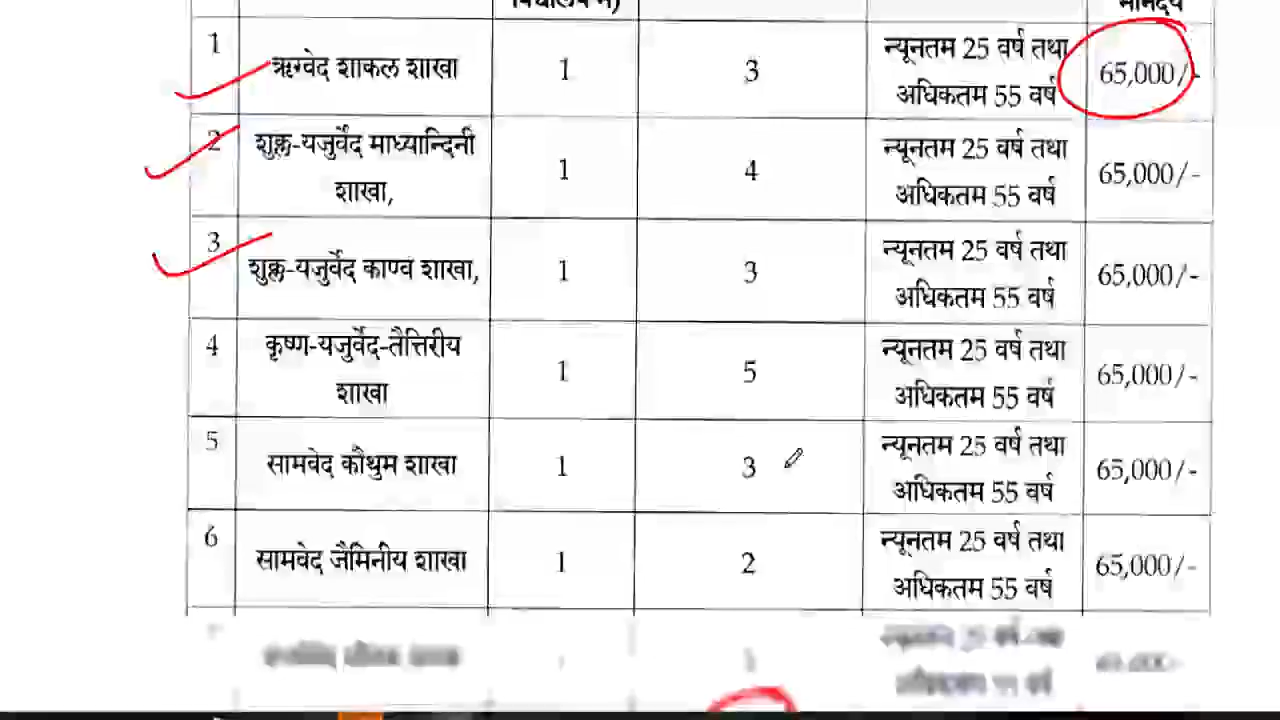 विद्यालय में)
मानदेय
1
ऋग्वेद शाकल शाखा
1
3
न्यूनतम 25 वर्ष तथा
अधिकतम 55 वर्ष
65,000/-
2
शुक्ल-यजुर्वेद माध्यान्दिनी
शाखा,
1
4
न्यूनतम 25 वर्ष तथा
अधिकतम 55 वर्ष
65,000/-
3
शुक्ल-यजुर्वेद काण्व शाखा,
1
3
न्यूनतम 25 वर्ष तथा
अधिकतम 55 वर्ष
65,000/-
4
कृष्ण-यजुर्वेद-तैत्तिरीय
शाखा
1
5
न्यूनतम 25 वर्ष तथा
अधिकतम 55 वर्ष
65,000/-
5
सामवेद कौथुम शाखा
1
3
न्यूनतम 25 वर्ष तथा
अधिकतम 55 वर्ष
65,000/-
6
सामवेद जैमिनीय शाखा
1
2
न्यूनतम 25 वर्ष तथा
अधिकतम 55 वर्ष
65,000/-